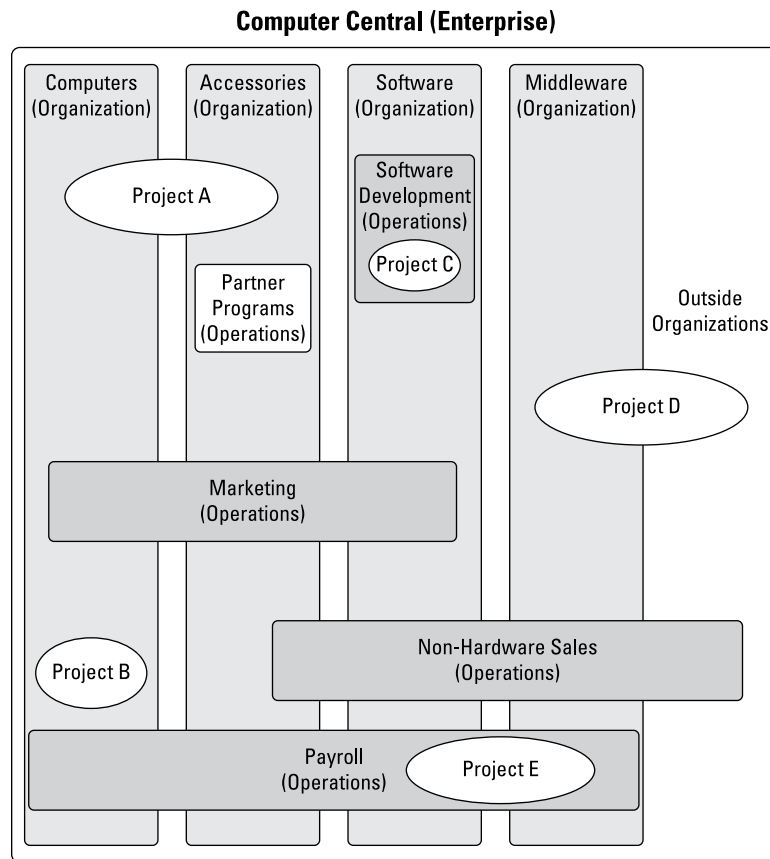 Computer Central (Enterprise)
Computers
(Organization)
Accessories
(Organization)
Software
(Organization)
Middleware
(Organization)
Project A
Software
Development
(Operations)
Project C
Partner
Programs
(Operations)
Outside
Organizations
Project D
Marketing
(Operations)
Project B
Non-Hardware Sales
(Operations)
Payroll
(Operations)
Project E